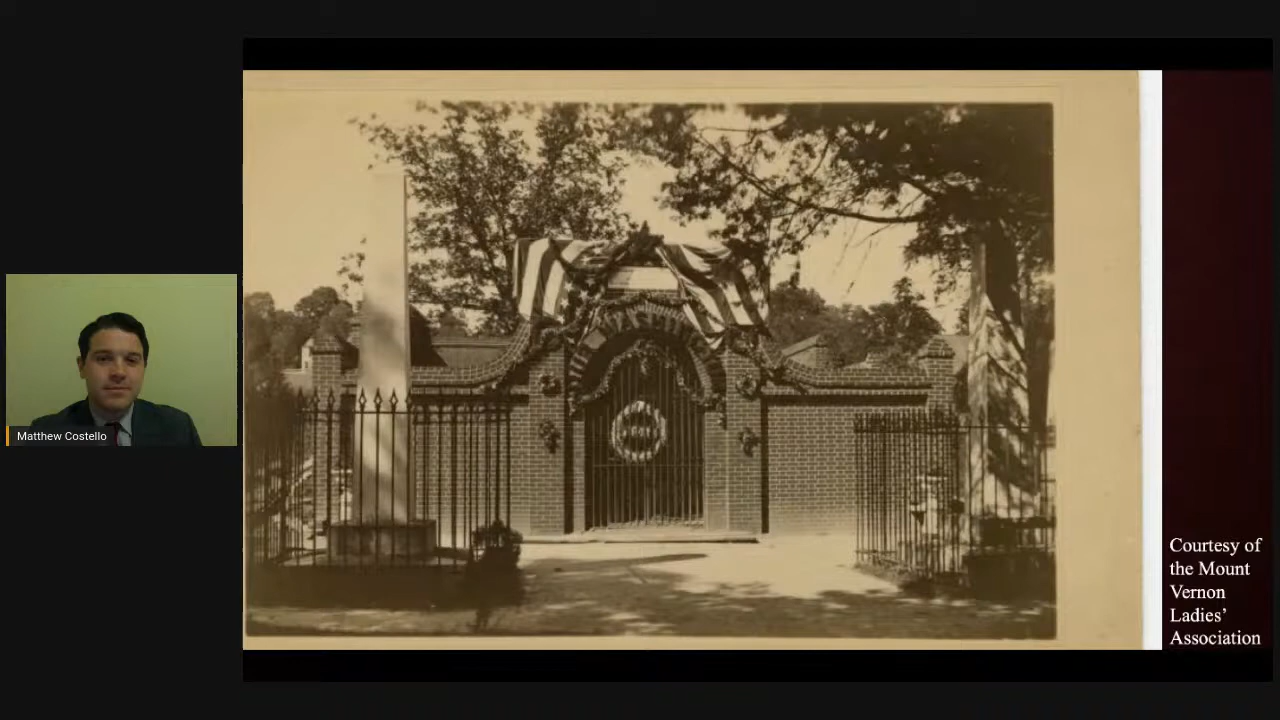 Matthew Costello
Courtesy of
the Mount
Vernon
Ladies’
Association